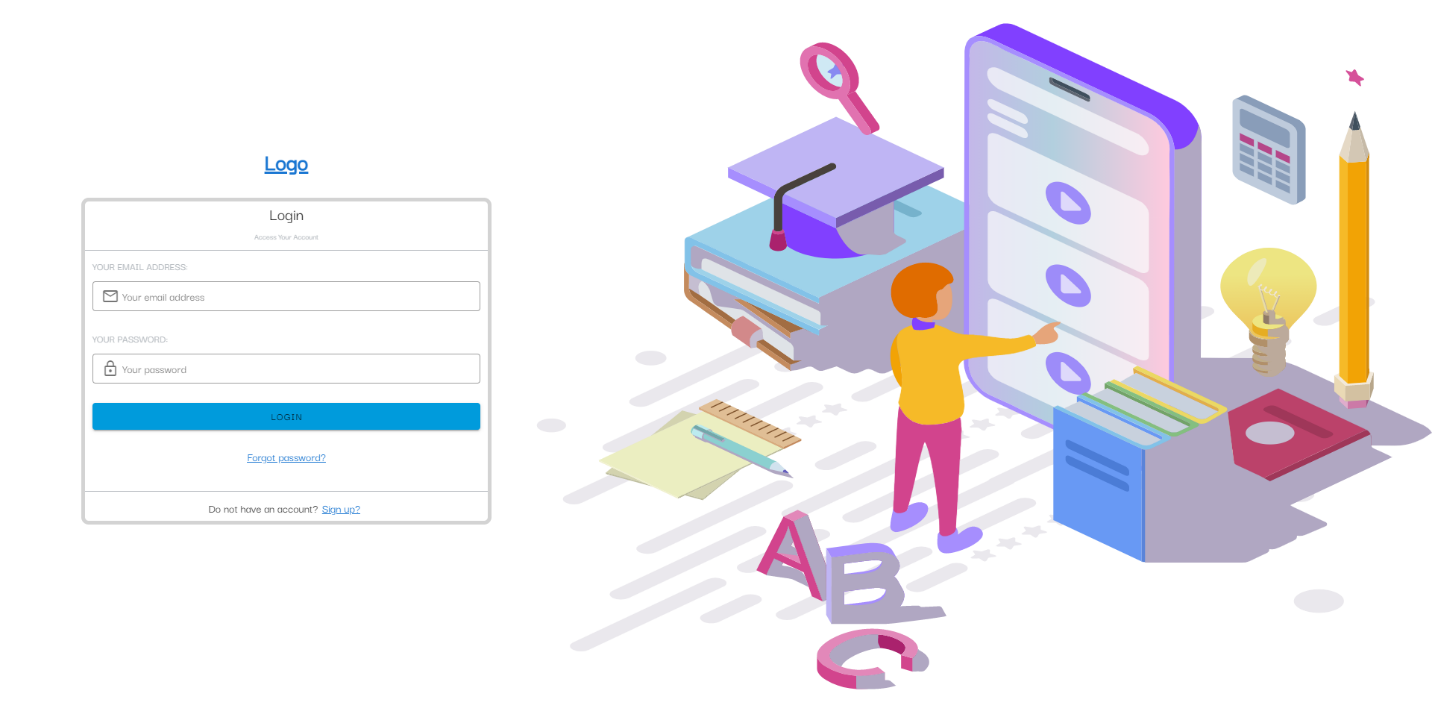 Logo
Login
Access Your Account
YOUR EMAIL ADDRESS:
Your email address
YOUR PASSWORD:
Your password
LOGIN
Forgot password?
Do not have an account? Sign up?
A
B
C